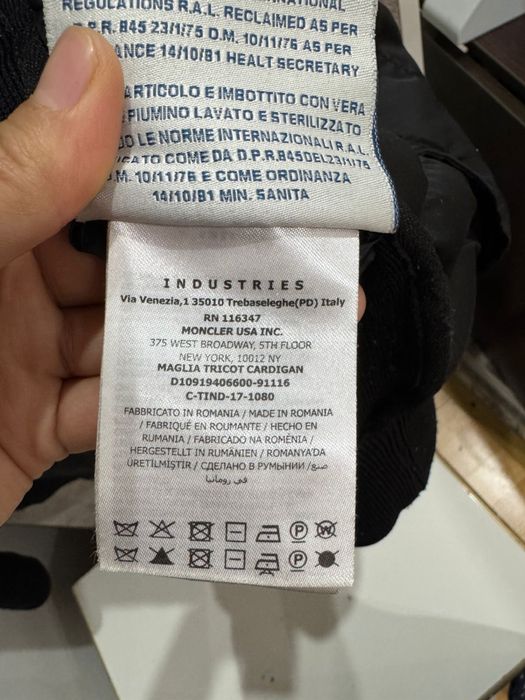 REGULATIONS R.A.L. RECLAIMED AS PER
D.P.R. 845 23/1/75 D.M. 10/11/76 AS PER
ANCE 14/10/81 HEALT SECRETARY
ARTICOLO E IMBOTTITO CON VERA
PIUMINO LAVATO E STERILIZZATO
DO LE NORME INTERNAZIONALI R.A.L.
ICATO COME DA D.P.R.845DEL23/1/75
.M. 10/11/76 E COME ORDINANZA
14/10/81 MIN. SANITA
INDUSTRIES
Via Venezia,1 35010 Trebaseleghe(PD) Italy
RN 116347
MONCLER USA INC.
375 WEST BROADWAY, 5TH FLOOR
NEW YORK, 10012 NY
MAGLIA TRICOT CARDIGAN
D10919406600-91116
C-TIND-17-1080
FABBRICATO IN ROMANIA / MADE IN ROMANIA
/ FABRIQUÉ EN ROUMANTE / HECHO EN
RUMANIA / FABRICADO NA ROMÊNIA /
HERGESTELLT IN RUMÄNIEN / ROMANYA'DA
ÜRETİLMİŞTİR / СДЕЛАНО В РУМЫНИИ / صنع
في رومانيا
P W
P